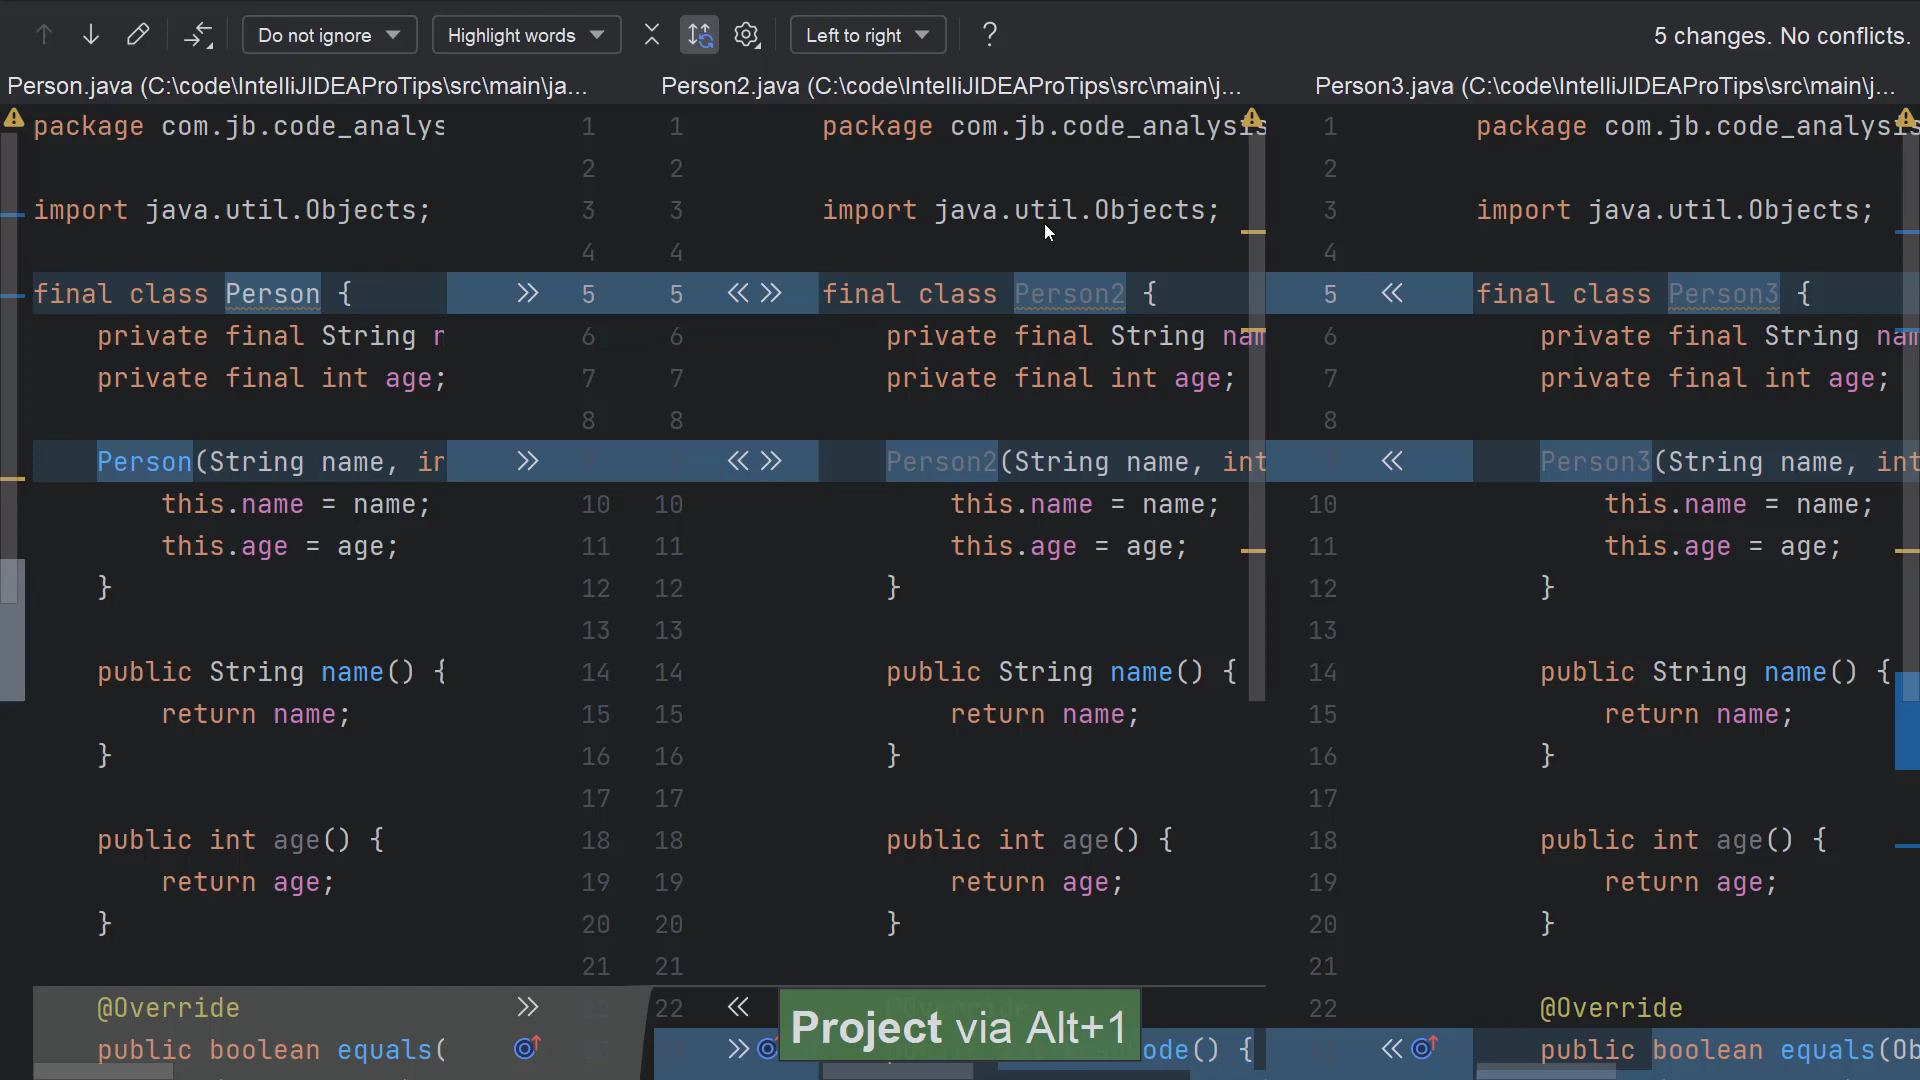 Do not ignore
Highlight words
Left to right
?
5 changes. No conflicts.
Person.java (C:\code\IntelliJIDEAProTips\src\main\ja...
package com.jb.code_analys
1
2
import java.util.Objects;
3
4
final class Person {
5
private final String n
6
private final int age;
7
8
Person(String name, in
this.name = name;
10
this.age = age;
11
}
12
13
public String name() {
14
return name;
15
}
16
17
public int age() {
18
return age;
19
}
20
21
@Override
public boolean equals(
Person2.java (C:\code\IntelliJIDEAProTips\src\main\j...
1 package com.jb.code_analysis
2
3 import java.util.Objects;
4
5 final class Person2 {
6 private final String nam
7 private final int age;
8
Person2(String name, int
10 this.name = name;
11 this.age = age;
12 }
13
14 public String name() {
15 return name;
16 }
17
18 public int age() {
19 return age;
20 }
21
22
ode() {
Person3.java (C:\code\IntelliJIDEAProTips\src\main\j...
1 package com.jb.code_analysis
2
3 import java.util.Objects;
4
5 final class Person3 {
6 private final String nam
7 private final int age;
8
Person3(String name, int
10 this.name = name;
11 this.age = age;
12 }
13
14 public String name() {
15 return name;
16 }
17
18 public int age() {
19 return age;
20 }
21
22 @Override
public boolean equals(Ob
Project via Alt+1